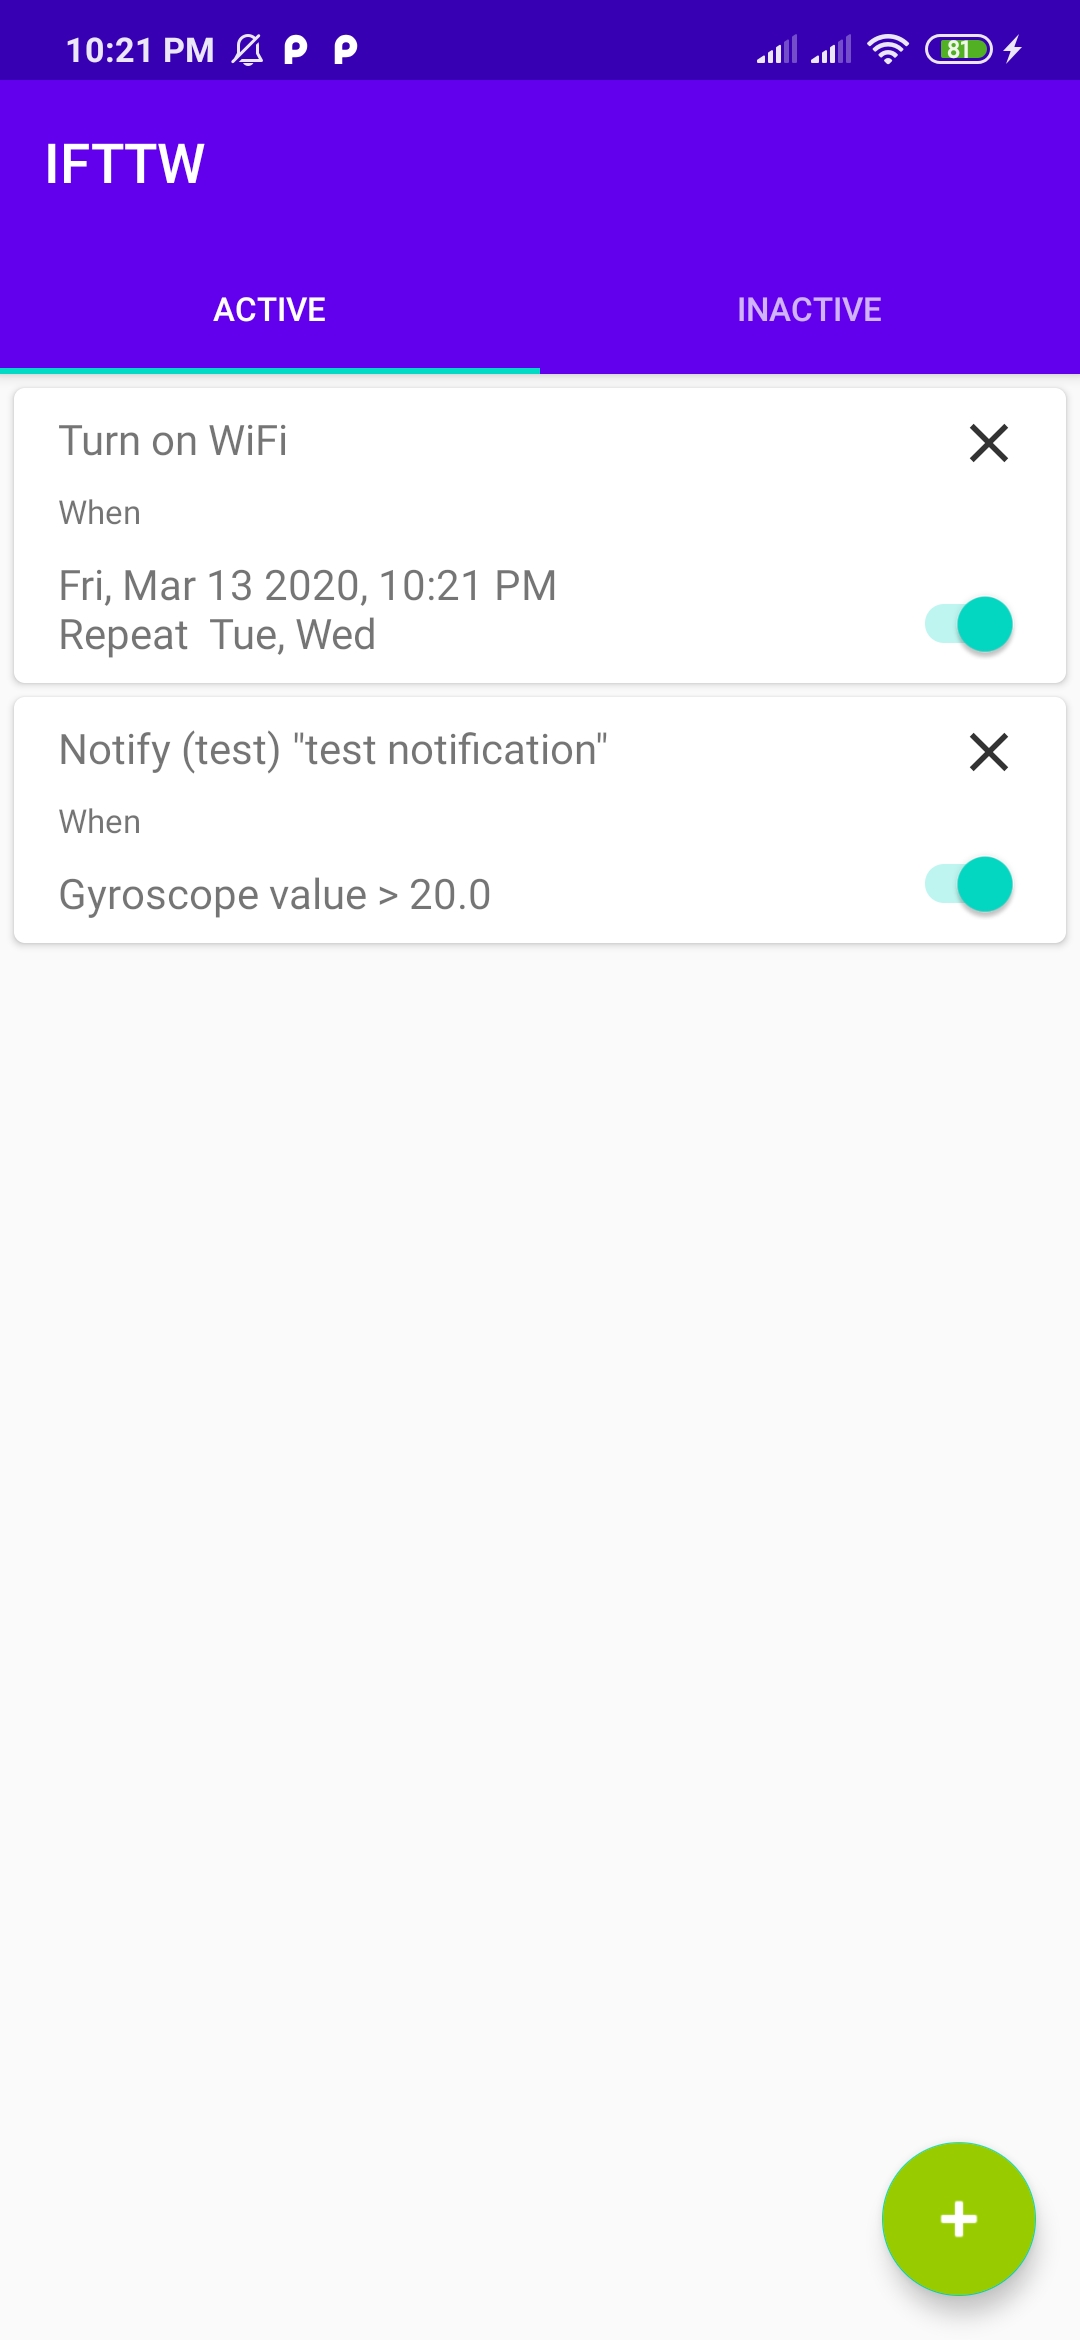 10:21 PM 81
IFTTW
ACTIVE INACTIVE
Turn on WiFi
When
Fri, Mar 13 2020, 10:21 PM
Repeat  Tue, Wed
Notify (test) "test notification"
When
Gyroscope value > 20.0